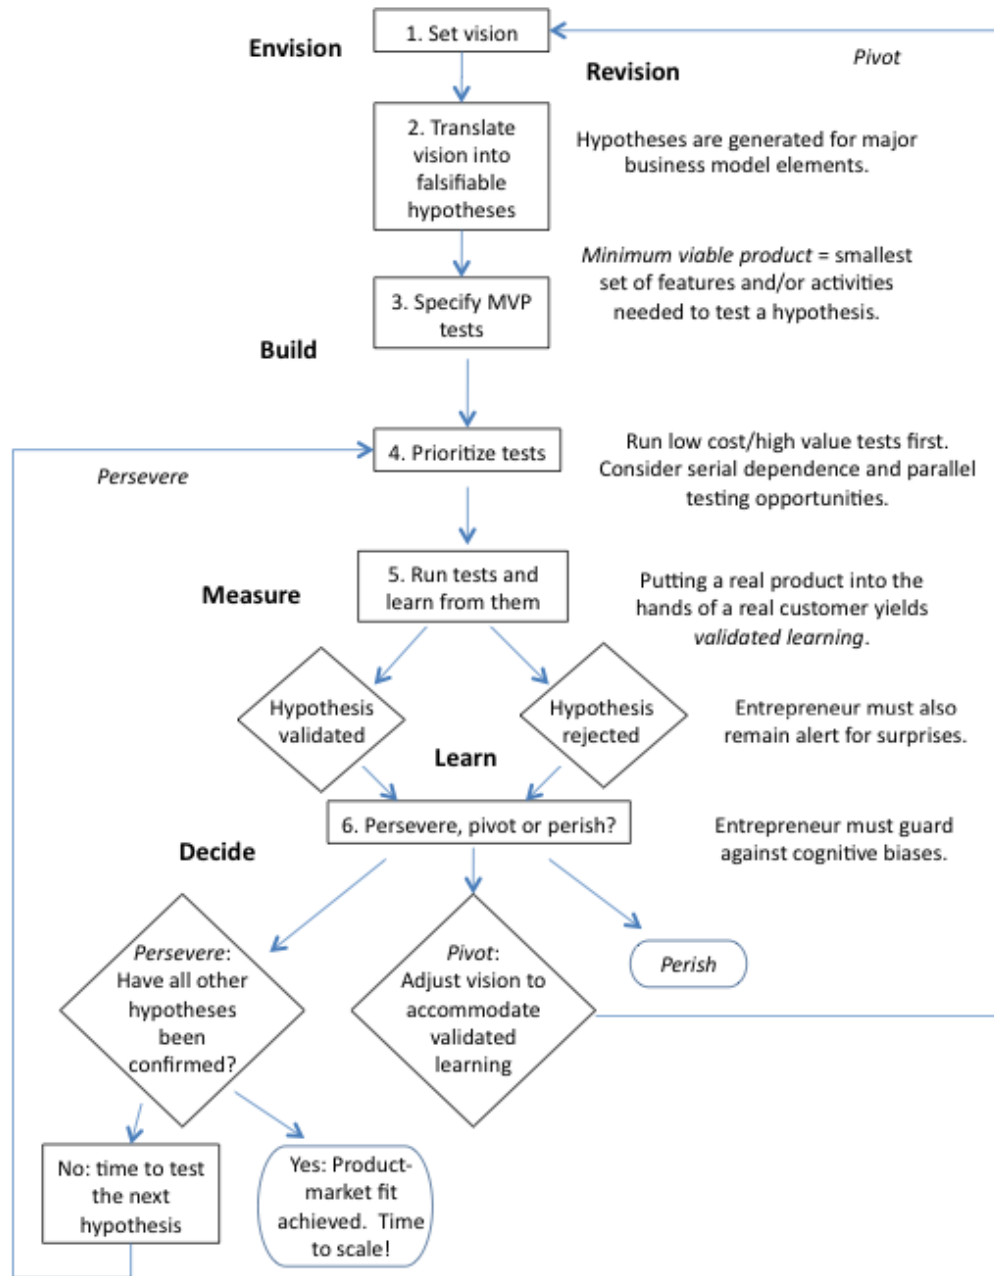 1. Set vision
Envision
Pivot
Revision
2. Translate
vision into
falsifiable
hypotheses
Hypotheses are generated for major
business model elements.
Minimum viable product = smallest
set of features and/or activities
needed to test a hypothesis.
3. Specify MVP
tests
Build
4. Prioritize tests
Persevere
Run low cost/high value tests first.
Consider serial dependence and parallel
testing opportunities.
5. Run tests and
learn from them
Measure
Putting a real product into the
hands of a real customer yields
validated learning.
Hypothesis
validated
Hypothesis
rejected
Entrepreneur must also
remain alert for surprises.
Learn
6. Persevere, pivot or perish?
Entrepreneur must guard
against cognitive biases.
Decide
Persevere:
Have all other
hypotheses
been
confirmed?
Pivot:
Adjust vision to
accommodate
validated
learning
Perish
No: time to test
the next
hypothesis
Yes: Product-
market fit
achieved. Time
to scale!